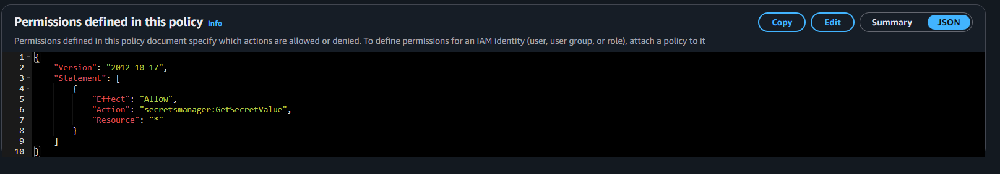 Permissions defined in this policy Info
Copy Edit Summary JSON
Permissions defined in this policy document specify which actions are allowed or denied. To define permissions for an IAM identity (user, user group, or role), attach a policy to it
1 {
2     "Version": "2012-10-17",
3     "Statement": [
4         {
5             "Effect": "Allow",
6             "Action": "secretsmanager:GetSecretValue",
7             "Resource": "*"
8         }
9     ]
10 }